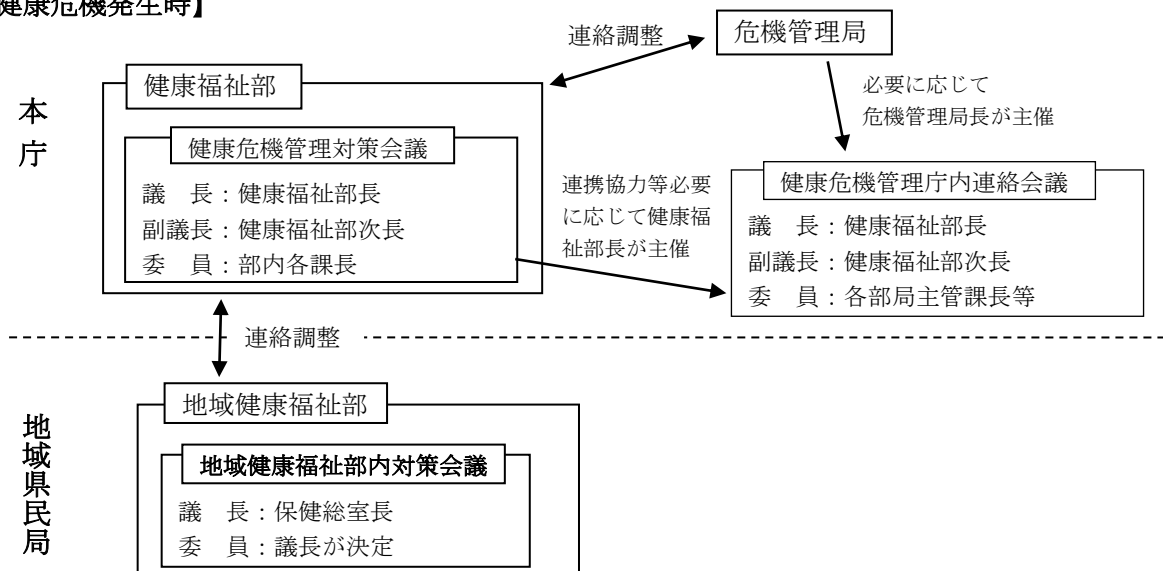 健康危機発生時】
連絡調整
危機管理局
健康福祉部
必要に応じて
危機管理局長が主催
本庁
健康危機管理対策会議
議　長：健康福祉部長
副議長：健康福祉部次長
委　員：部内各課長
連携協力等必要
に応じて健康福
祉部長が主催
健康危機管理庁内連絡会議
議　長：健康福祉部長
副議長：健康福祉部次長
委　員：各部局主管課長等
連絡調整
地域県民局
地域健康福祉部
地域健康福祉部内対策会議
議　長：保健総室長
委　員：議長が決定